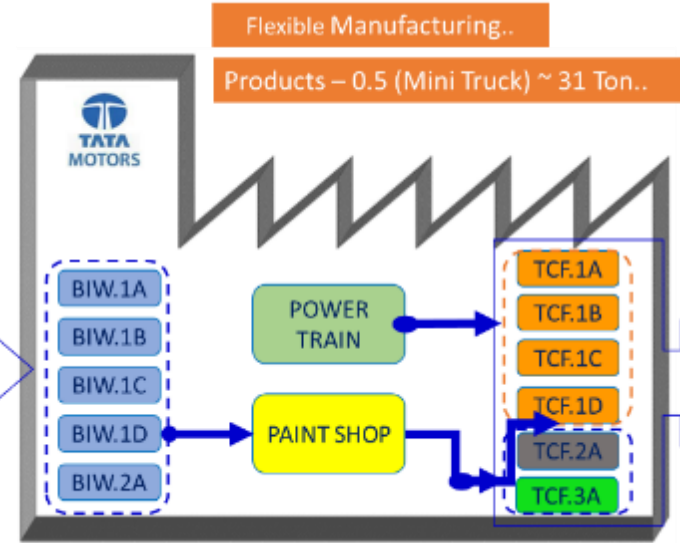 Flexible Manufacturing..
Products – 0.5 (Mini Truck) ~ 31 Ton..
TATA
MOTORS
BIW.1A
BIW.1B
BIW.1C
BIW.1D
BIW.2A
POWER
TRAIN
PAINT SHOP
TCF.1A
TCF.1B
TCF.1C
TCF.1D
TCF.2A
TCF.3A